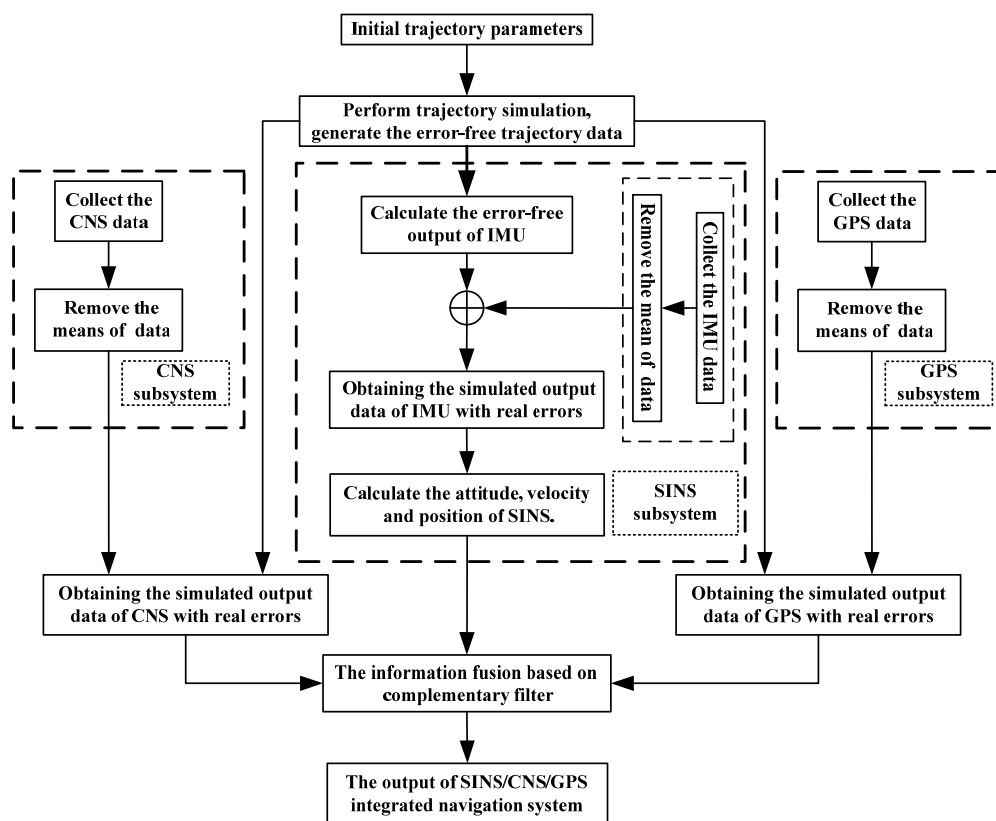 Initial trajectory parameters
Perform trajectory simulation,
generate the error-free trajectory data
Collect the
CNS data
Remove the
means of data
CNS
subsystem
Calculate the error-free
output of IMU
Remove the mean of data
Collect the IMU data
Obtaining the simulated output
data of IMU with real errors
Calculate the attitude, velocity
and position of SINS.
SINS
subsystem
Collect the
GPS data
Remove the
means of data
GPS
subsystem
Obtaining the simulated output
data of CNS with real errors
Obtaining the simulated output
data of GPS with real errors
The information fusion based on
complementary filter
The output of SINS/CNS/GPS
integrated navigation system